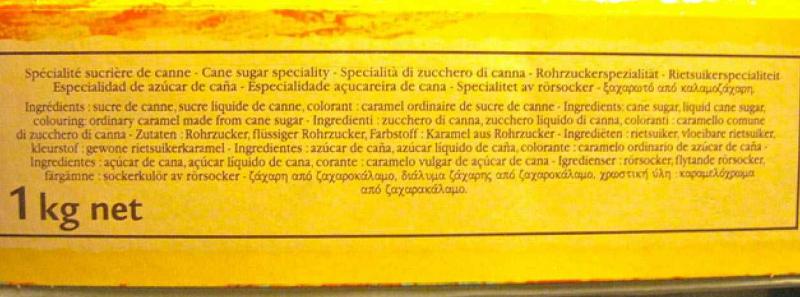 Spécialité sucrière de canne - Cane sugar speciality - Specialità di zucchero di canna - Rohrzuckerspezialität - Rietsuikerspecialiteit
Especialidad de azúcar de caña - Especialidade açucareira de cana - Specialitet av rörsocker - ζαχαρωτό από καλαμοζάχαρη.
Ingrédients : sucre de canne, sucre liquide de canne, colorant : caramel ordinaire de sucre de canne - Ingredients: cane sugar, liquid cane sugar,
colouring: ordinary caramel made from cane sugar - Ingredienti : zucchero di canna, zucchero liquido di canna, coloranti : caramello comune
di zucchero di canna - Zutaten : Rohrzucker, flüssiger Rohrzucker, Farbstoff : Karamel aus Rohrzucker - Ingrediëten : rietsuiker, vloeibare rietsuiker,
kleurstof : gewone rietsuikerkaramel - Ingredientes : azúcar de caña, azúcar líquido de caña, colorante : caramelo ordinario de azúcar de caña -
Ingredientes : açúcar de cana, açúcar líquido de cana, corante : caramelo vulgar de açúcar de cana - Igredienser : rörsocker, flytande rörsocker,
färgämne : sockerkulör av rörsocker - ζάχαρη από ζαχαροκάλαμο, διάλυμα ζάχαρης από ζαχαροκάλαμο, χρωστική ύλη : καραμελόχρωμα
από ζαχαρακάλαμο.
1 kg net